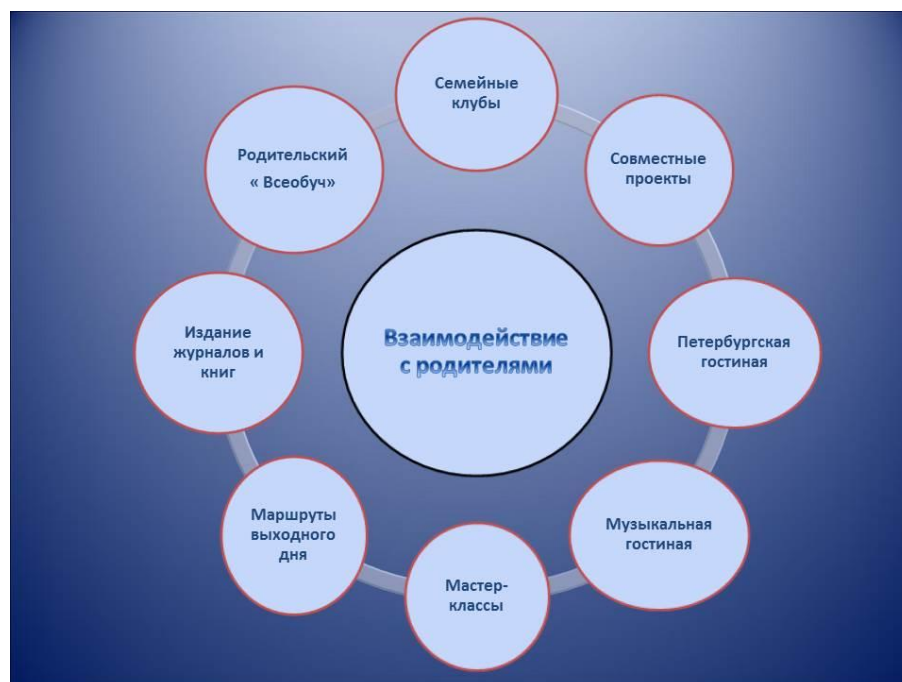 Семейные
клубы
Совместные
проекты
Петербургская
гостиная
Музыкальная
гостиная
Мастер-
классы
Маршруты
выходного
дня
Издание
журналов и
книг
Родительский
« Всеобуч»
Взаимодействие
с родителями